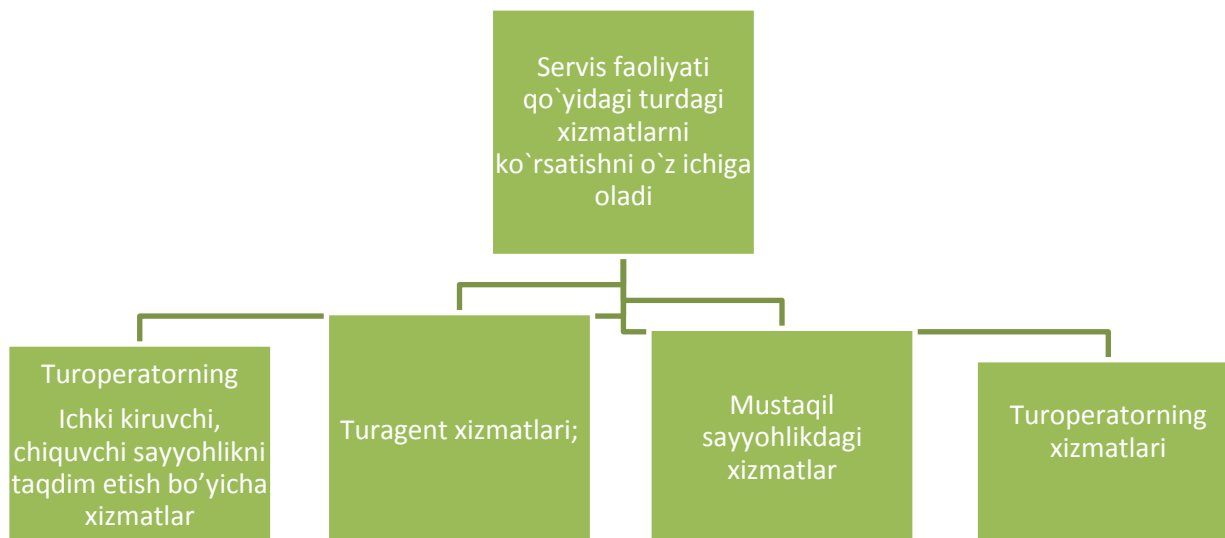 Servis faoliyati
qo`yidagi turdagi
xizmatlarni
ko`rsatishni o`z ichiga
oladi
Turoperatorning
Ichki kiruvchi,
chiquvchi sayyohlikni
taqdim etish bo’yicha
xizmatlar
Turagent xizmatlari;
Mustaqil
sayyohlikdagi
xizmatlar
Turoperatorning
xizmatlari